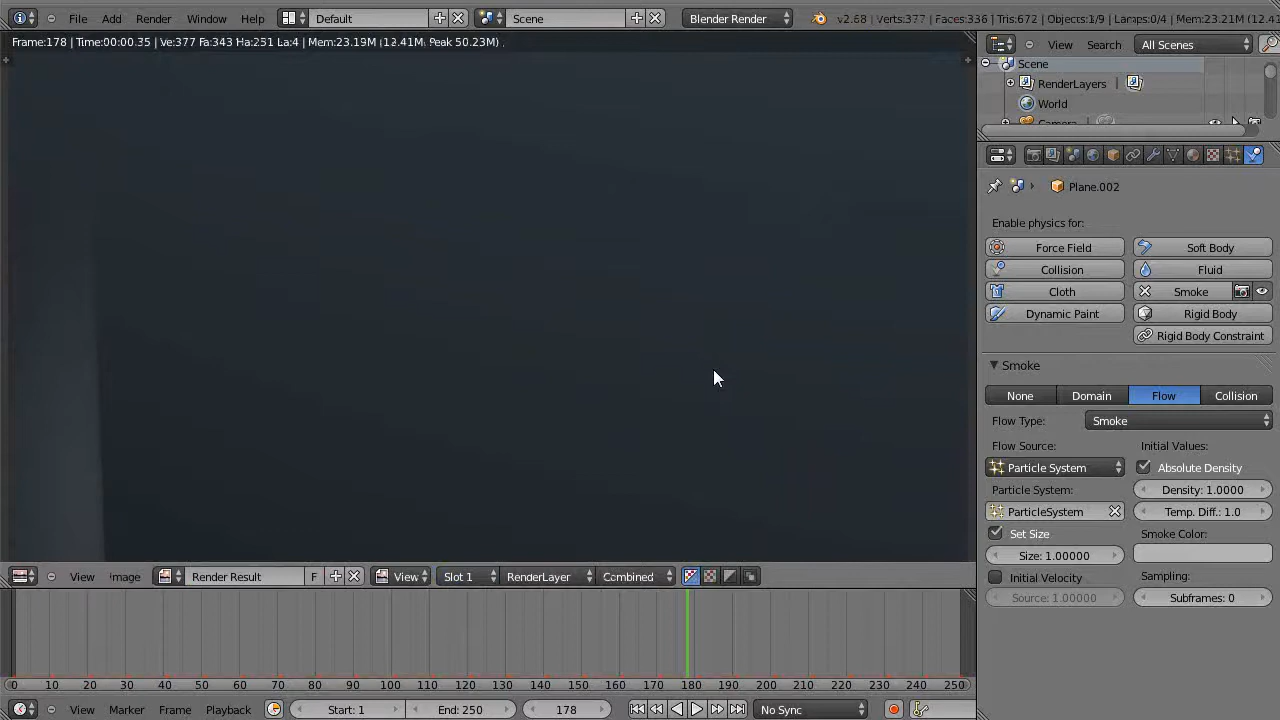 File Add Render Window Help Default Scene Blender Render v2.68 | Verts:377 | Faces:336 | Tris:672 | Objects:1/9 | Lamps:0/4 | Mem:23.21M (12.41
Frame:178 | Time:00:00.35 | Ve:377 Fa:343 Ha:251 La:4 | Mem:23.19M (12.41M, Peak 50.23M) .
View Search All Scenes
Scene
RenderLayers |
World
Camera
Plane.002
Enable physics for:
Force Field Soft Body
Collision Fluid
Cloth Smoke
Dynamic Paint Rigid Body
Rigid Body Constraint
Smoke
None Domain Flow Collision
Flow Type: Smoke
Flow Source: Initial Values:
Particle System Absolute Density
Particle System: Density: 1.0000
ParticleSystem Temp. Diff.: 1.0
Set Size Smoke Color:
Size: 1.00000
Initial Velocity Sampling:
Source: 1.00000 Subframes: 0
View Image Render Result F View Slot 1 RenderLayer Combined
0 10 20 30 40 50 60 70 80 90 100 110 120 130 140 150 160 170 180 190 200 210 220 230 240 250
View Marker Frame Playback Start: 1 End: 250 178 No Sync